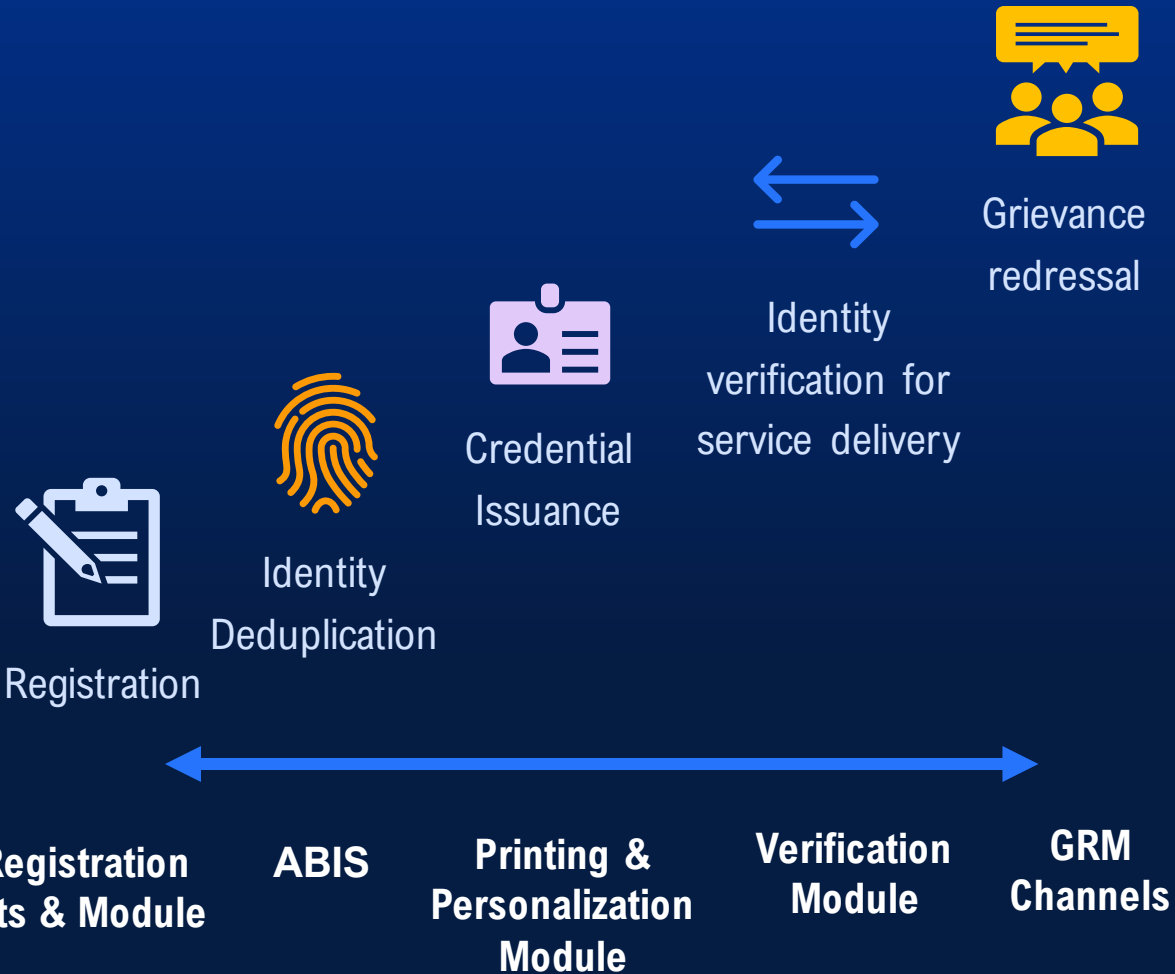 Grievance
redressal
Identity
verification for
service delivery
Credential
Issuance
Identity
Deduplication
Registration
Registration
ts & Module
ABIS
Printing &
Personalization
Module
Verification
Module
GRM
Channels